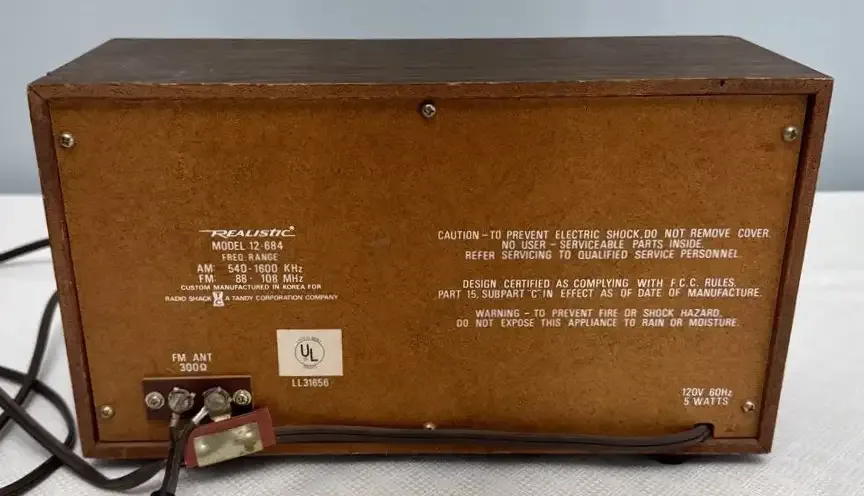 REALISTIC
MODEL 12-684
FREQ. RANGE
AM: 540-1600 KHz
FM: 88 - 108 MHz
CUSTOM MANUFACTURED IN KOREA FOR
RADIO SHACK A TANDY CORPORATION COMPANY
FM ANT
300Ω
UL
LL31656
CAUTION - TO PREVENT ELECTRIC SHOCK, DO NOT REMOVE COVER.
NO USER - SERVICEABLE PARTS INSIDE.
REFER SERVICING TO QUALIFIED SERVICE PERSONNEL.
DESIGN CERTIFIED AS COMPLYING WITH F.C.C. RULES,
PART 15, SUBPART "C" IN EFFECT AS OF DATE OF MANUFACTURE.
WARNING - TO PREVENT FIRE OR SHOCK HAZARD,
DO NOT EXPOSE THIS APPLIANCE TO RAIN OR MOISTURE.
120V 60Hz
5 WATTS